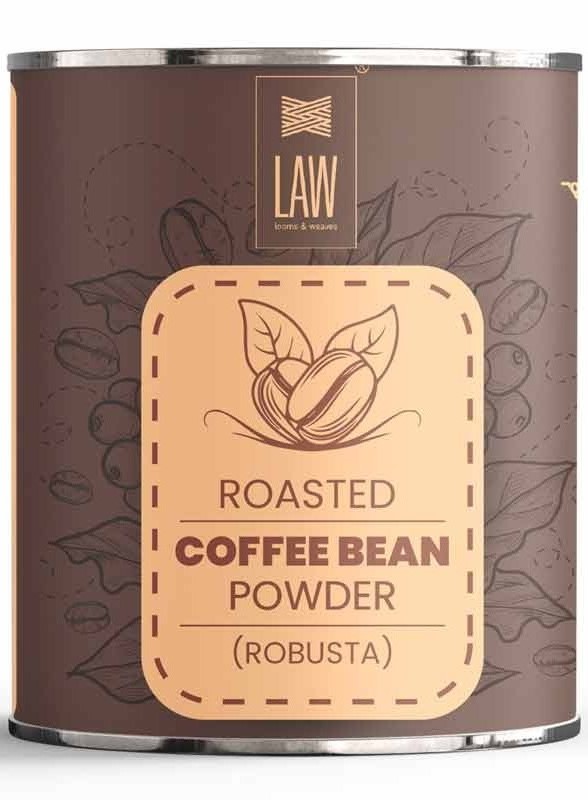 LAW
looms & weaves
ROASTED
COFFEE BEAN
POWDER
(ROBUSTA)